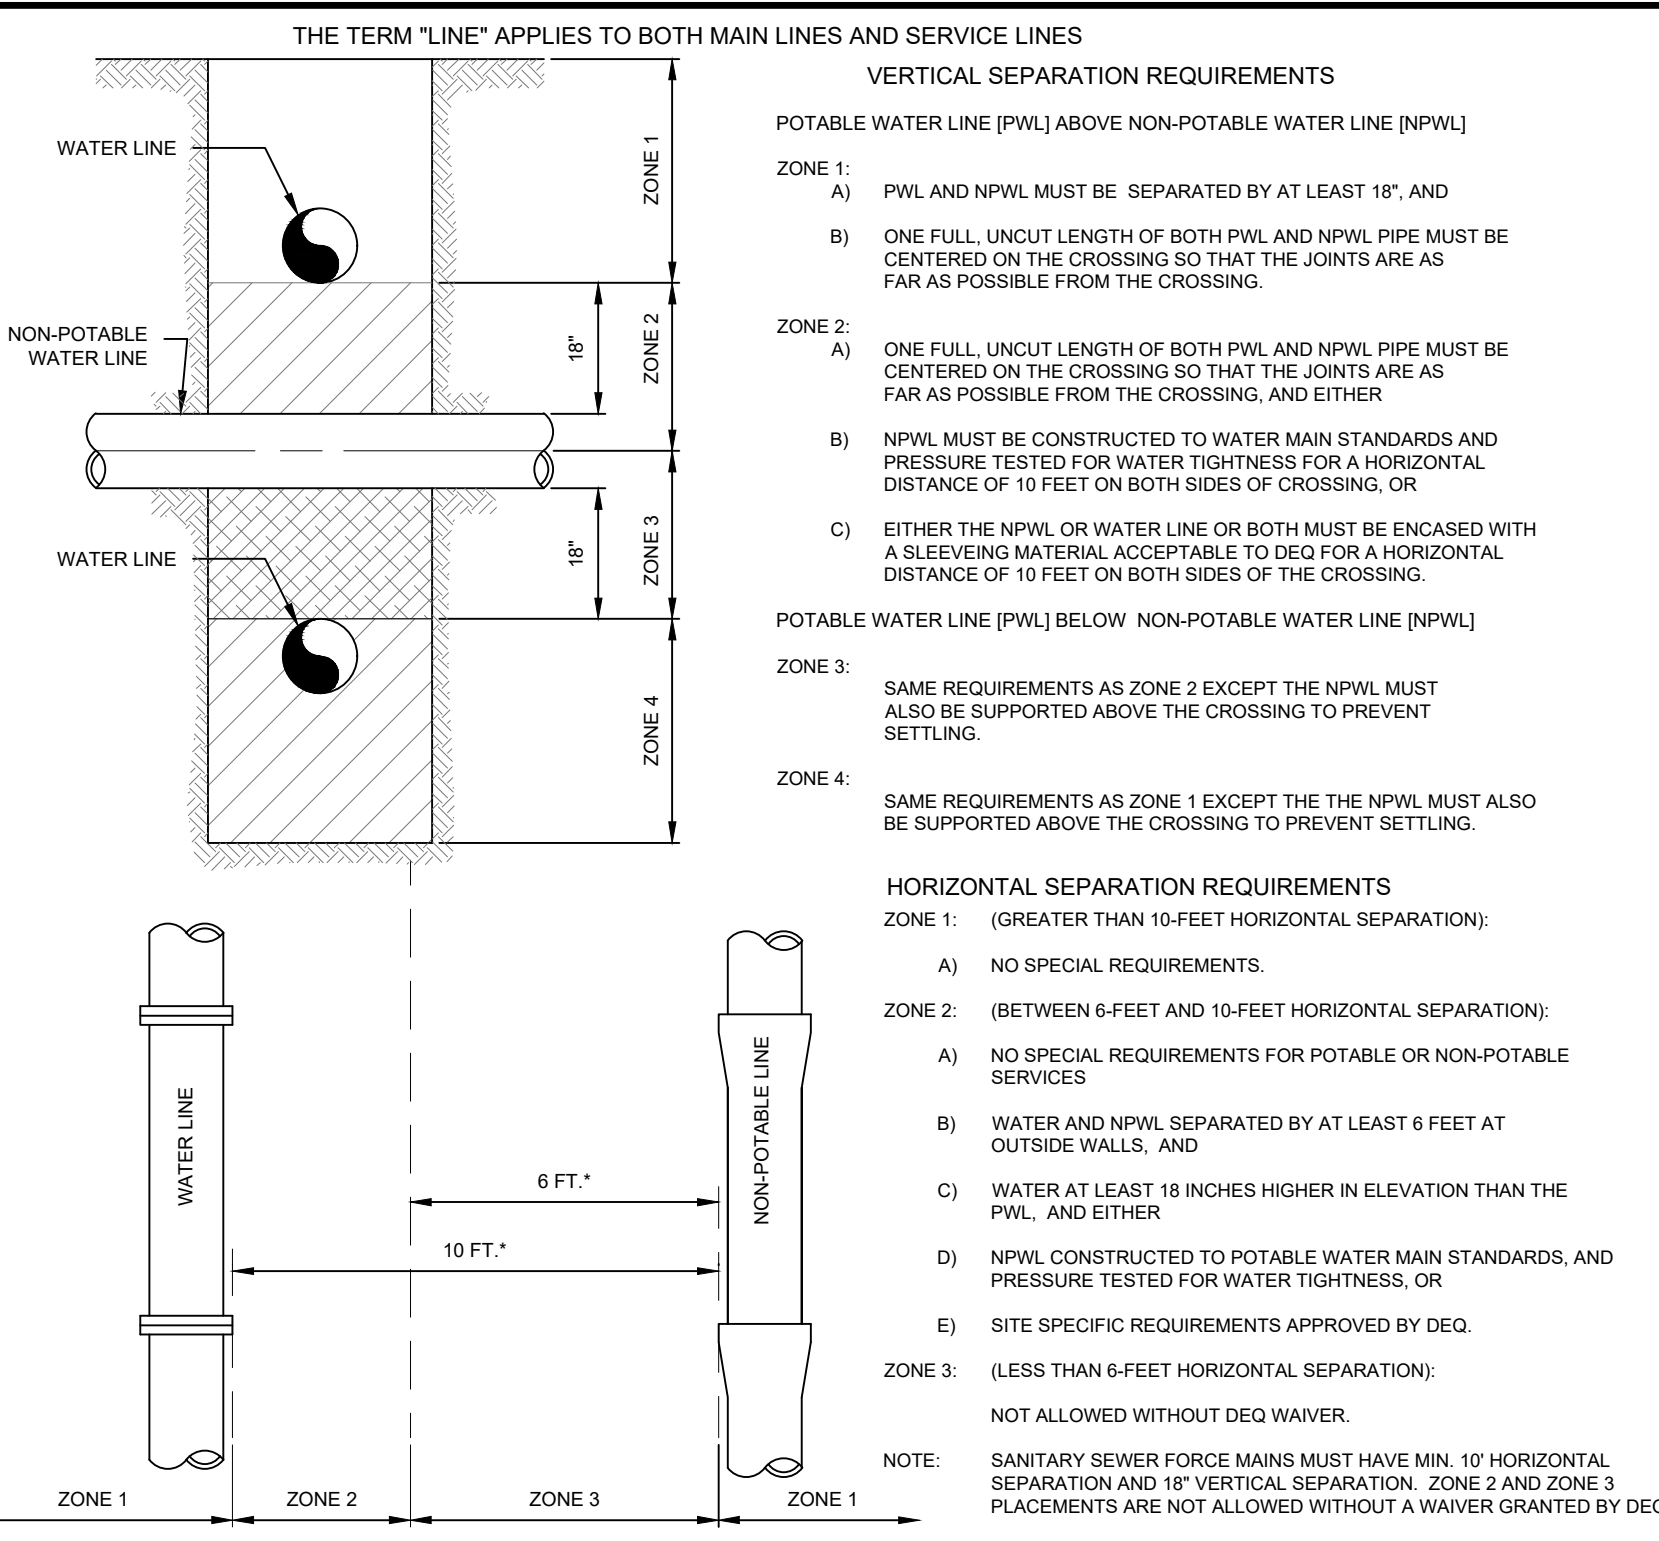 THE TERM "LINE" APPLIES TO BOTH MAIN LINES AND SERVICE LINES
WATER LINE
NON-POTABLE
WATER LINE
WATER LINE
ZONE 1
ZONE 2
18"
ZONE 3
18"
ZONE 4
VERTICAL SEPARATION REQUIREMENTS
POTABLE WATER LINE [PWL] ABOVE NON-POTABLE WATER LINE [NPWL]
ZONE 1:
A) PWL AND NPWL MUST BE SEPARATED BY AT LEAST 18", AND
B) ONE FULL, UNCUT LENGTH OF BOTH PWL AND NPWL PIPE MUST BE
CENTERED ON THE CROSSING SO THAT THE JOINTS ARE AS
FAR AS POSSIBLE FROM THE CROSSING.
ZONE 2:
A) ONE FULL, UNCUT LENGTH OF BOTH PWL AND NPWL PIPE MUST BE
CENTERED ON THE CROSSING SO THAT THE JOINTS ARE AS
FAR AS POSSIBLE FROM THE CROSSING, AND EITHER
B) NPWL MUST BE CONSTRUCTED TO WATER MAIN STANDARDS AND
PRESSURE TESTED FOR WATER TIGHTNESS FOR A HORIZONTAL
DISTANCE OF 10 FEET ON BOTH SIDES OF CROSSING, OR
C) EITHER THE NPWL OR WATER LINE OR BOTH MUST BE ENCASED WITH
A SLEEVEING MATERIAL ACCEPTABLE TO DEQ FOR A HORIZONTAL
DISTANCE OF 10 FEET ON BOTH SIDES OF THE CROSSING.
POTABLE WATER LINE [PWL] BELOW NON-POTABLE WATER LINE [NPWL]
ZONE 3:
SAME REQUIREMENTS AS ZONE 2 EXCEPT THE NPWL MUST
ALSO BE SUPPORTED ABOVE THE CROSSING TO PREVENT
SETTLING.
ZONE 4:
SAME REQUIREMENTS AS ZONE 1 EXCEPT THE THE NPWL MUST ALSO
BE SUPPORTED ABOVE THE CROSSING TO PREVENT SETTLING.
HORIZONTAL SEPARATION REQUIREMENTS
ZONE 1: (GREATER THAN 10-FEET HORIZONTAL SEPARATION):
A) NO SPECIAL REQUIREMENTS.
ZONE 2: (BETWEEN 6-FEET AND 10-FEET HORIZONTAL SEPARATION):
A) NO SPECIAL REQUIREMENTS FOR POTABLE OR NON-POTABLE
SERVICES
B) WATER AND NPWL SEPARATED BY AT LEAST 6 FEET AT
OUTSIDE WALLS, AND
C) WATER AT LEAST 18 INCHES HIGHER IN ELEVATION THAN THE
PWL, AND EITHER
D) NPWL CONSTRUCTED TO POTABLE WATER MAIN STANDARDS, AND
PRESSURE TESTED FOR WATER TIGHTNESS, OR
E) SITE SPECIFIC REQUIREMENTS APPROVED BY DEQ.
ZONE 3: (LESS THAN 6-FEET HORIZONTAL SEPARATION):
NOT ALLOWED WITHOUT DEQ WAIVER.
NOTE: SANITARY SEWER FORCE MAINS MUST HAVE MIN. 10' HORIZONTAL
SEPARATION AND 18" VERTICAL SEPARATION. ZONE 2 AND ZONE 3
PLACEMENTS ARE NOT ALLOWED WITHOUT A WAIVER GRANTED BY
WATER LINE
NON-POTABLE LINE
6 FT.*
10 FT.*
ZONE 1
ZONE 2
ZONE 3
ZONE 1